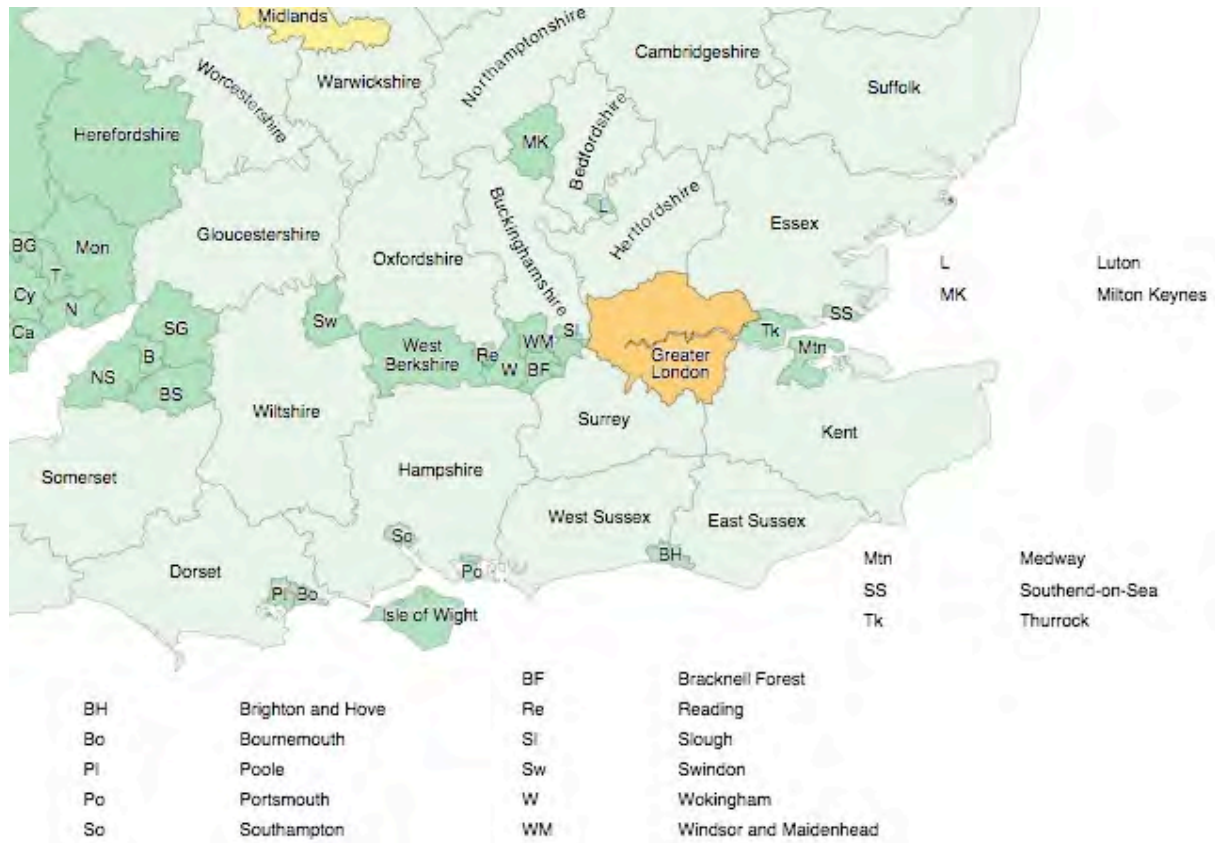 Midlands
Northamptonshire
Cambridgeshire
Worcestershire
Warwickshire
Suffolk
Herefordshire
MK
Bedfordshire
L
Buckinghamshire
Hertfordshire
Essex
BG
Mon
Gloucestershire
Oxfordshire
T
Cy
N
Ca
L Luton
MK Milton Keynes
SG
Sw
B
NS
BS
West
Berkshire
Re
WM
Sl
W
BF
Greater
London
Tk
SS
Mtn
Wiltshire
Surrey
Kent
Somerset
Hampshire
West Sussex
East Sussex
So
Po
BH
Dorset
Pl
Bo
Isle of Wight
Mtn Medway
SS Southend-on-Sea
Tk Thurrock
BH Brighton and Hove
Bo Bournemouth
Pl Poole
Po Portsmouth
So Southampton
BF Bracknell Forest
Re Reading
Sl Slough
Sw Swindon
W Wokingham
WM Windsor and Maidenhead